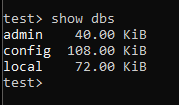 test> show dbs
admin    40.00 KiB
config  108.00 KiB
local    72.00 KiB
test>